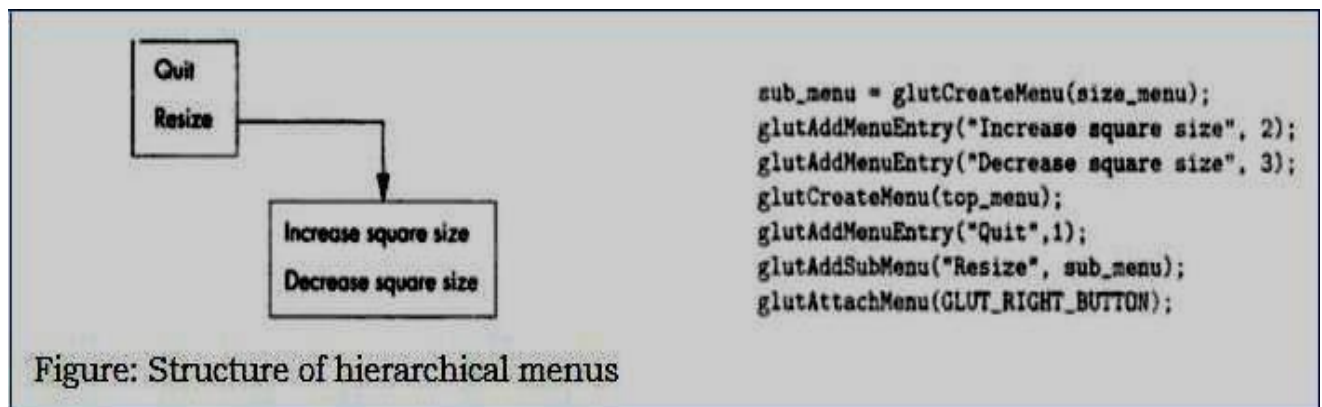 Quit
Resize
Increase square size
Decrease square size
sub_menu = glutCreateMenu(size_menu);
glutAddMenuEntry("Increase square size", 2);
glutAddMenuEntry("Decrease square size", 3);
glutCreateMenu(top_menu);
glutAddMenuEntry("Quit",1);
glutAddSubMenu("Resize", sub_menu);
glutAttachMenu(GLUT_RIGHT_BUTTON);
Figure: Structure of hierarchical menus